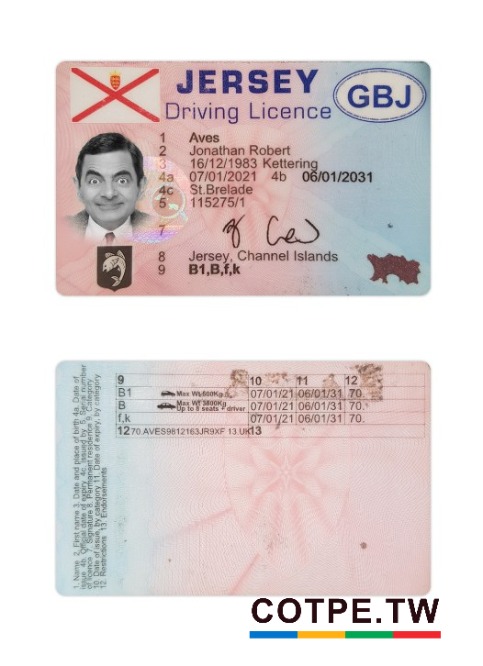 JERSEY
Driving Licence
GBJ
1 Aves
2 Jonathan Robert
3 16/12/1983 Kettering
4a 07/01/2021 4b 06/01/2031
4c St.Brelade
5 115275/1
7
8 Jersey, Channel Islands
9 B1,B,f,k
1. Name 2. First name 3. Date and place of birth 4a. Date of
issue 4b. Official date of expiry 4c. Issued by 5. Serial number
of licence 7. Signature 8. Permanent residence 9. Category
10. Date of issue, by category 11. Date of expiry, by category
12. Restrictions 13. Endorsements
9 10 11 12
B1 07/01/21 06/01/31 70.
B Up to 8 seats + driver 07/01/21 06/01/31 70.
f,k 07/01/21 06/01/31 70.
12 70.AVES9812163JR9XF 13.UK 13
COTPE.TW